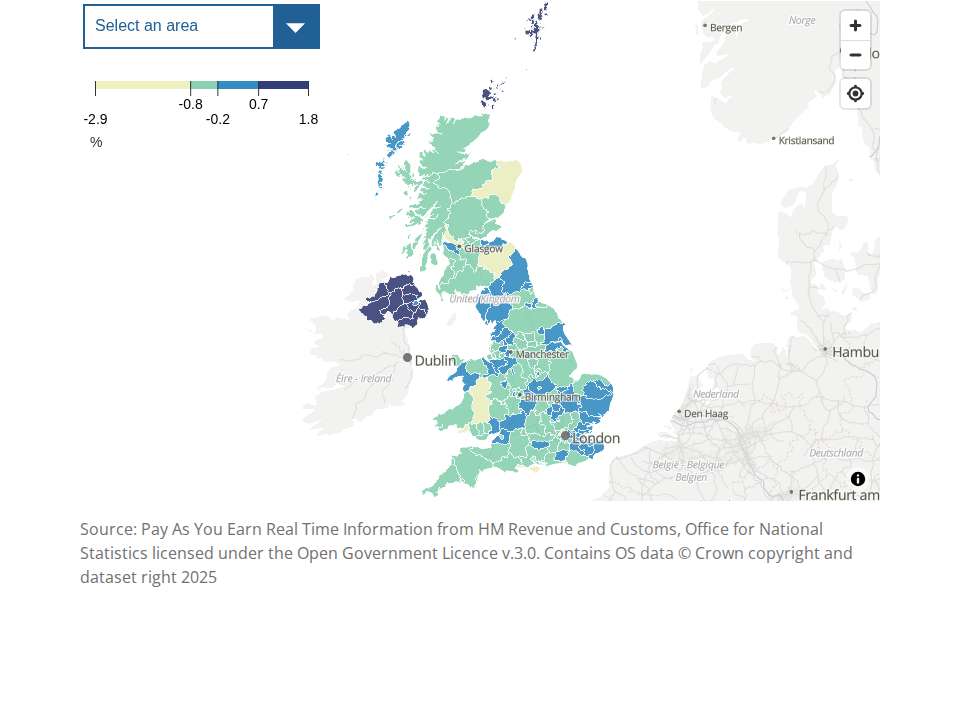 Select an area
Bergen
Norge
-0.8
0.7
-2.9
-0.2
1.8
%
Kristiansand
Glasgow
United Kingdom
Dublin
Manchester
Hambu
Éire - Ireland
Birmingham
Nederland
Den Haag
London
Deutschland
België - Belgique
Belgien
Frankfurt am
Source: Pay As You Earn Real Time Information from HM Revenue and Customs, Office for National
Statistics licensed under the Open Government Licence v.3.0. Contains OS data © Crown copyright and
dataset right 2025